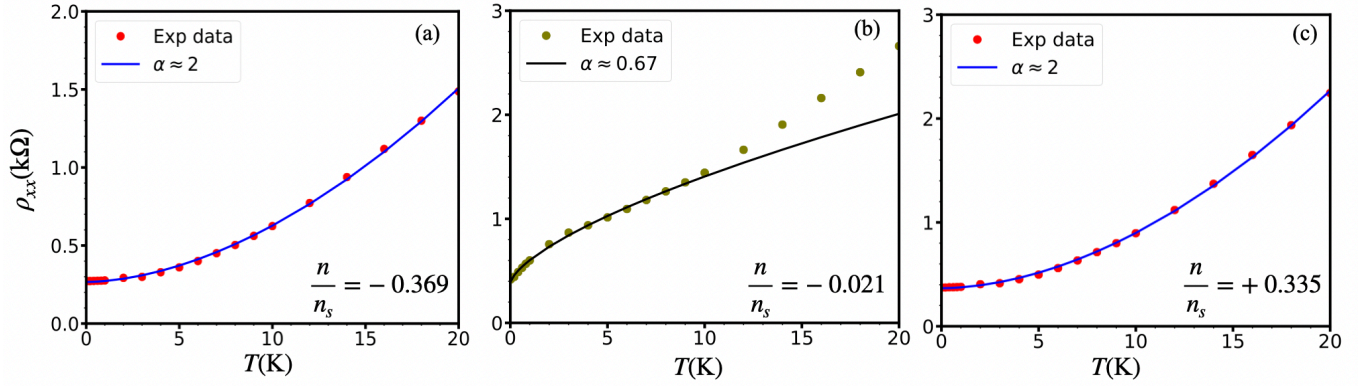 (a)
Exp data
α ≈ 2
2.0
1.5
1.0
0.5
0.0
ρxx(kΩ)
n/ns = − 0.369
0 5 10 15 20
T(K)
(b)
Exp data
α ≈ 0.67
3
2
1
0
n/ns = − 0.021
0 5 10 15 20
T(K)
(c)
Exp data
α ≈ 2
3
2
1
0
n/ns = + 0.335
0 5 10 15 20
T(K)